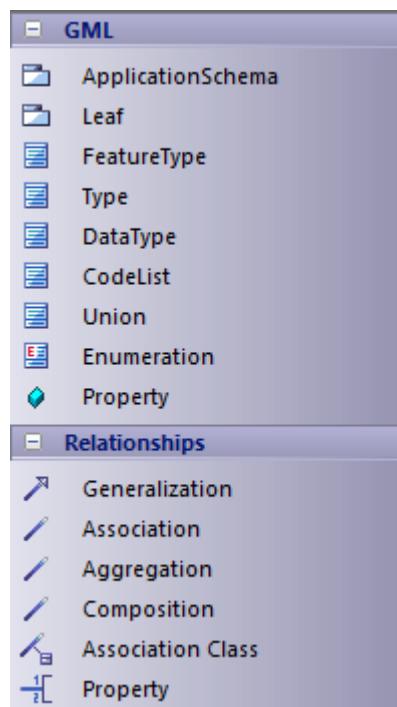 GML
ApplicationSchema
Leaf
FeatureType
Type
DataType
CodeList
Union
Enumeration
Property
Relationships
Generalization
Association
Aggregation
Composition
Association Class
Property